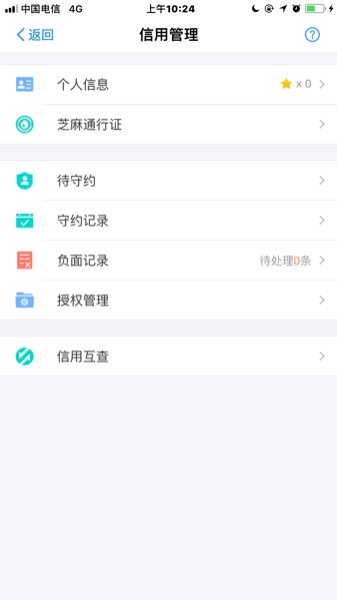 中国电信 4G 上午10:24
返回 信用管理
个人信息 x 0
芝麻通行证
待守约
守约记录
负面记录 待处理0条
授权管理
信用互查